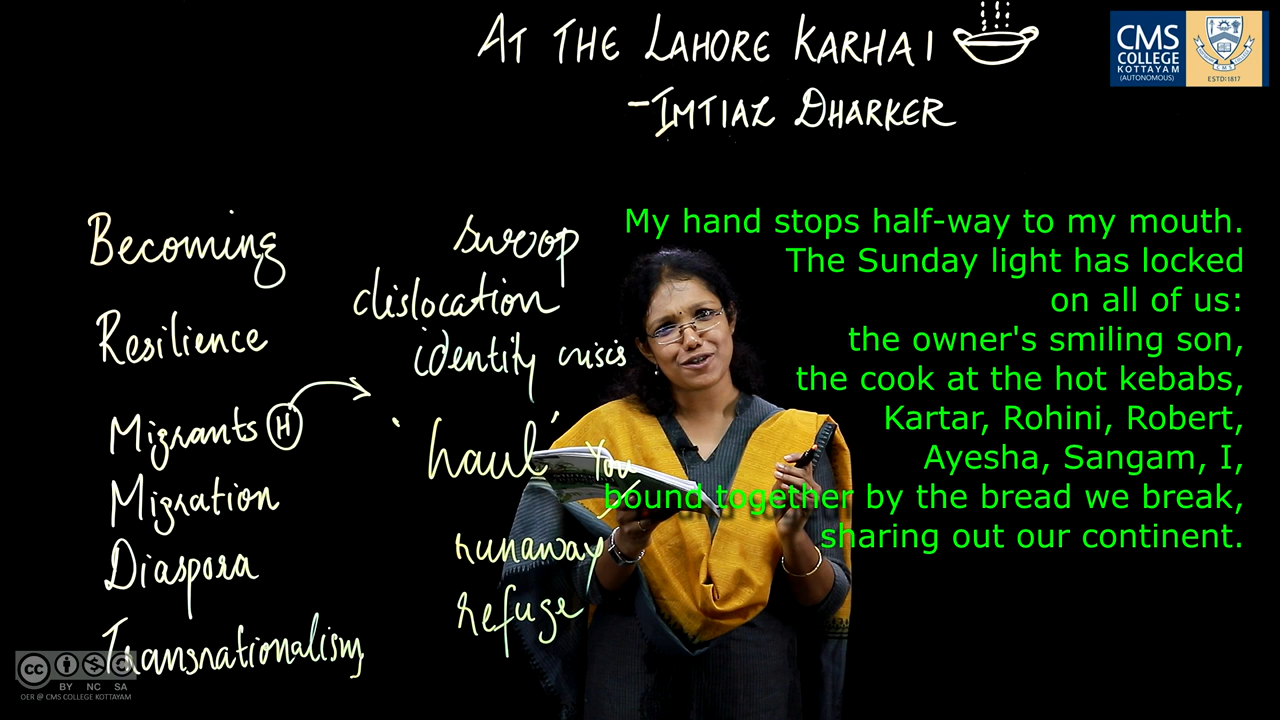 AT THE LAHORE KARHAI
-IMTIAZ DHARKER
CMS
COLLEGE
KOTTAYAM
(AUTONOMOUS)
ESTD:1817
Becoming
Resilience
Migrants H
Migration
Diaspora
Transnationalism
swoop
dislocation
identity crisis
'haul'
You
runaway
refuge
My hand stops half-way to my mouth.
The Sunday light has locked
on all of us:
the owner's smiling son,
the cook at the hot kebabs,
Kartar, Rohini, Robert,
Ayesha, Sangam, I,
bound together by the bread we break,
sharing out our continent.
cc
BY NC SA
OER @ CMS COLLEGE KOTTAYAM